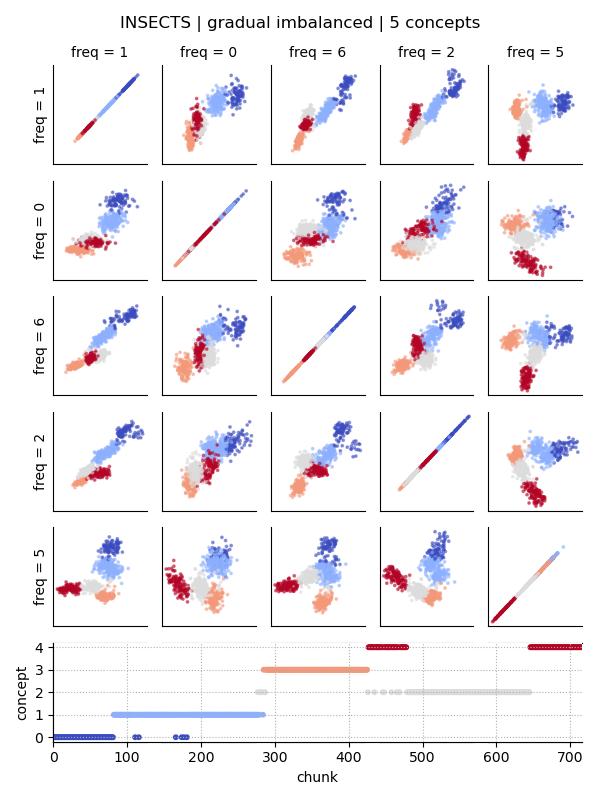 INSECTS | gradual imbalanced | 5 concepts
freq = 1 freq = 0 freq = 6 freq = 2 freq = 5
freq = 1
freq = 0
freq = 6
freq = 2
freq = 5
4
3
2
1
0
concept
0 100 200 300 400 500 600 700
chunk